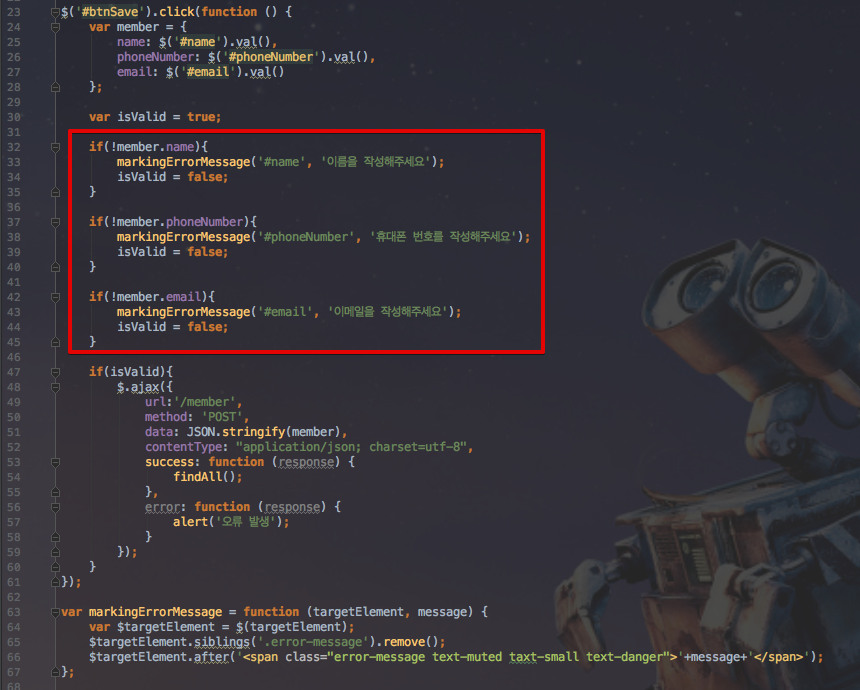 23 $('#btnSave').click(function () {
24     var member = {
25         name: $('#name').val(),
26         phoneNumber: $('#phoneNumber').val(),
27         email: $('#email').val()
28     };
29
30     var isValid = true;
31
32     if(!member.name){
33         markingErrorMessage('#name', '이름을 작성해주세요');
34         isValid = false;
35     }
36
37     if(!member.phoneNumber){
38         markingErrorMessage('#phoneNumber', '휴대폰 번호를 작성해주세요');
39         isValid = false;
40     }
41
42     if(!member.email){
43         markingErrorMessage('#email', '이메일을 작성해주세요');
44         isValid = false;
45     }
46
47     if(isValid){
48         $.ajax({
49             url:'/member',
50             method: 'POST',
51             data: JSON.stringify(member),
52             contentType: "application/json; charset=utf-8",
53             success: function (response) {
54                 findAll();
55             },
56             error: function (response) {
57                 alert('오류 발생');
58             }
59         });
60     }
61 });
62
63 var markingErrorMessage = function (targetElement, message) {
64     var $targetElement = $(targetElement);
65     $targetElement.siblings('.error-message').remove();
66     $targetElement.after('<span class="error-message text-muted taxt-small text-danger">'+message+'</span>');
67 };
68